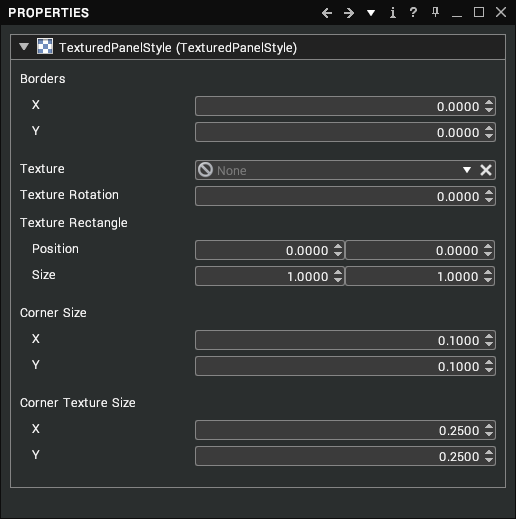 PROPERTIES
TexturedPanelStyle (TexturedPanelStyle)
Borders
X 0.0000
Y 0.0000
Texture None
Texture Rotation 0.0000
Texture Rectangle
Position 0.0000 0.0000
Size 1.0000 1.0000
Corner Size
X 0.1000
Y 0.1000
Corner Texture Size
X 0.2500
Y 0.2500